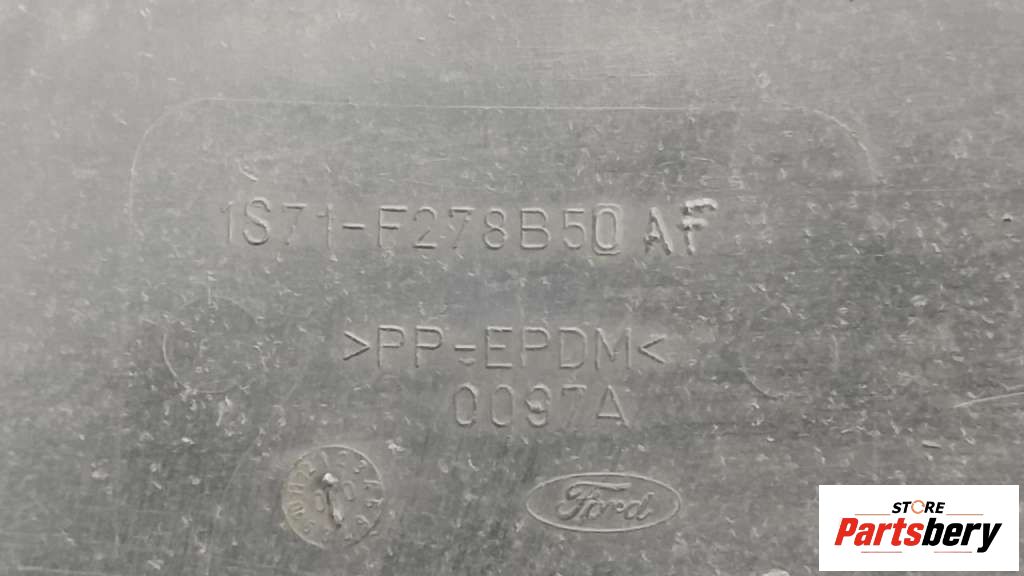 1S71-F278B50 AF
>PP-EPDM<
0097A
Ford
STORE
Partsbery